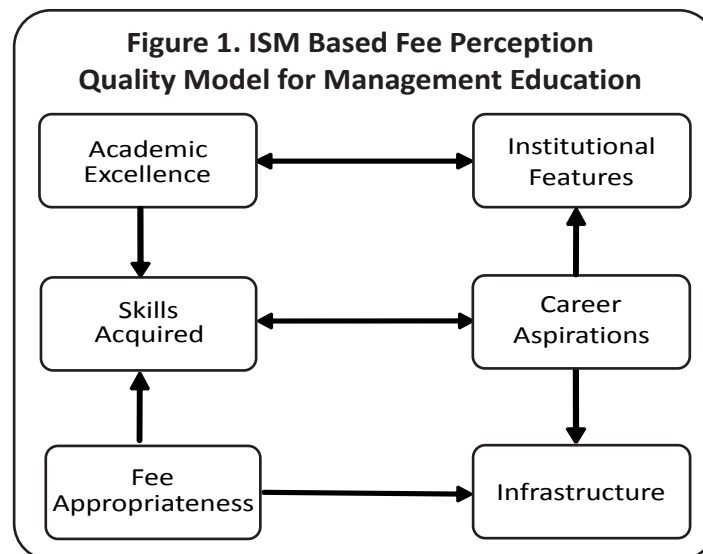 Figure 1. ISM Based Fee Perception
Quality Model for Management Education
Academic
Excellence
Institutional
Features
Skills
Acquired
Career
Aspirations
Fee
Appropriateness
Infrastructure